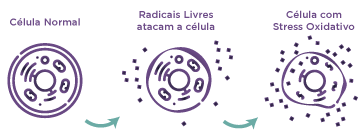 Célula Normal
Radicais Livres
atacam a célula
Célula com
Stress Oxidativo